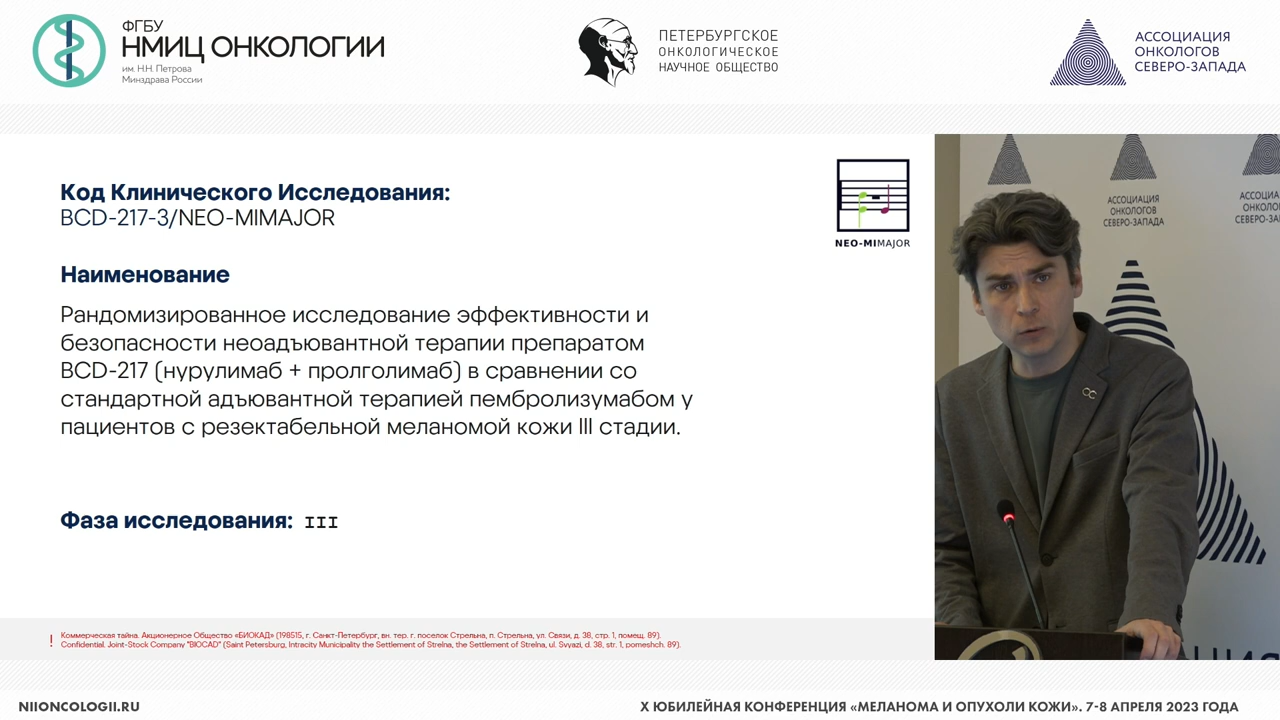 ФГБУ
НМИЦ ОНКОЛОГИИ
им. Н.Н. Петрова
Минздрава России
ПЕТЕРБУРГСКОЕ
ОНКОЛОГИЧЕСКОЕ
НАУЧНОЕ ОБЩЕСТВО
АССОЦИАЦИЯ
ОНКОЛОГОВ
СЕВЕРО-ЗАПАДА
Код Клинического Исследования:
BCD-217-3/NEO-MIMAJOR
NEO-MIMAJOR
Наименование
Рандомизированное исследование эффективности и
безопасности неоадъювантной терапии препаратом
BCD-217 (нурулимаб + пролголимаб) в сравнении со
стандартной адъювантной терапией пембролизумабом у
пациентов с резектабельной меланомой кожи III стадии.
Фаза исследования: III
! Коммерческая тайна. Акционерное Общество «БИОКАД» (198515, г. Санкт-Петербург, вн. тер. г. поселок Стрельна, п. Стрельна, ул. Связи, д. 38, стр. 1, помещ. 89).
Confidential. Joint-Stock Company "BIOCAD" (Saint Petersburg, Intracity Municipality the Settlement of Strelna, the Settlement of Strelna, ul. Svyazi, d. 38, str. 1, pomeshch. 89).
АССОЦИАЦИЯ
ОНКОЛОГОВ
СЕВЕРО-ЗАПАДА
NIIONCOLOGII.RU
X ЮБИЛЕЙНАЯ КОНФЕРЕНЦИЯ «МЕЛАНОМА И ОПУХОЛИ КОЖИ». 7-8 АПРЕЛЯ 2023 ГОДА